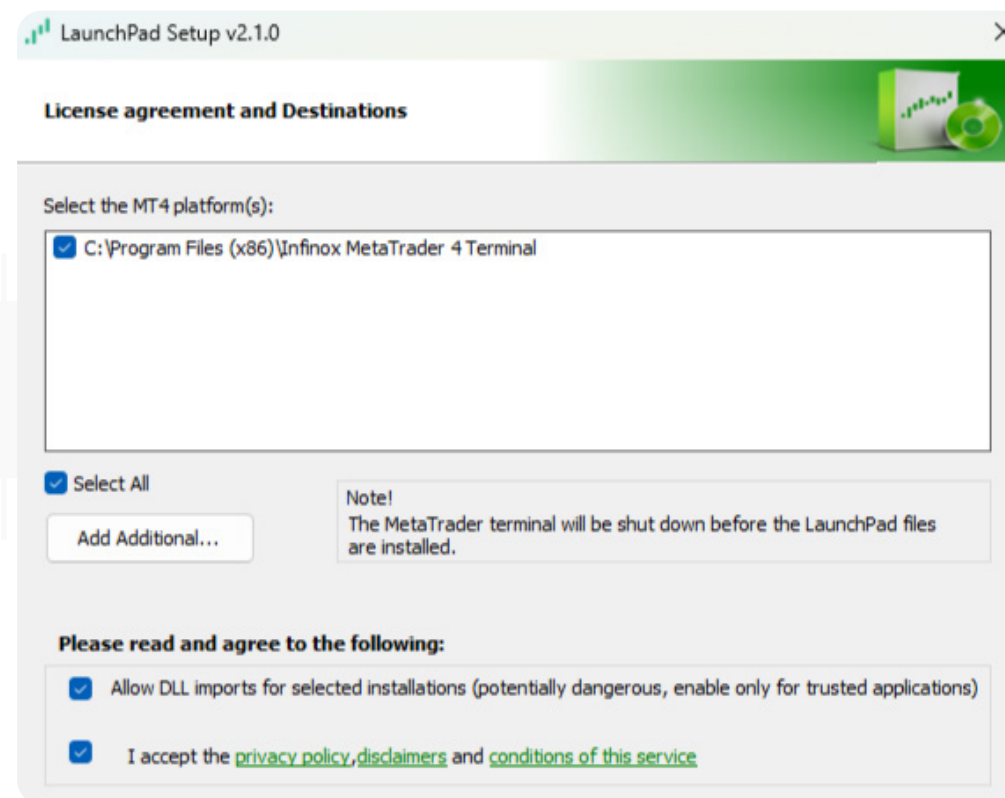 LaunchPad Setup v2.1.0
License agreement and Destinations
Select the MT4 platform(s):
C:\Program Files (x86)\Infinox MetaTrader 4 Terminal
Select All
Add Additional...
Note!
The MetaTrader terminal will be shut down before the LaunchPad files
are installed.
Please read and agree to the following:
Allow DLL imports for selected installations (potentially dangerous, enable only for trusted applications)
I accept the privacy policy,disclaimers and conditions of this service